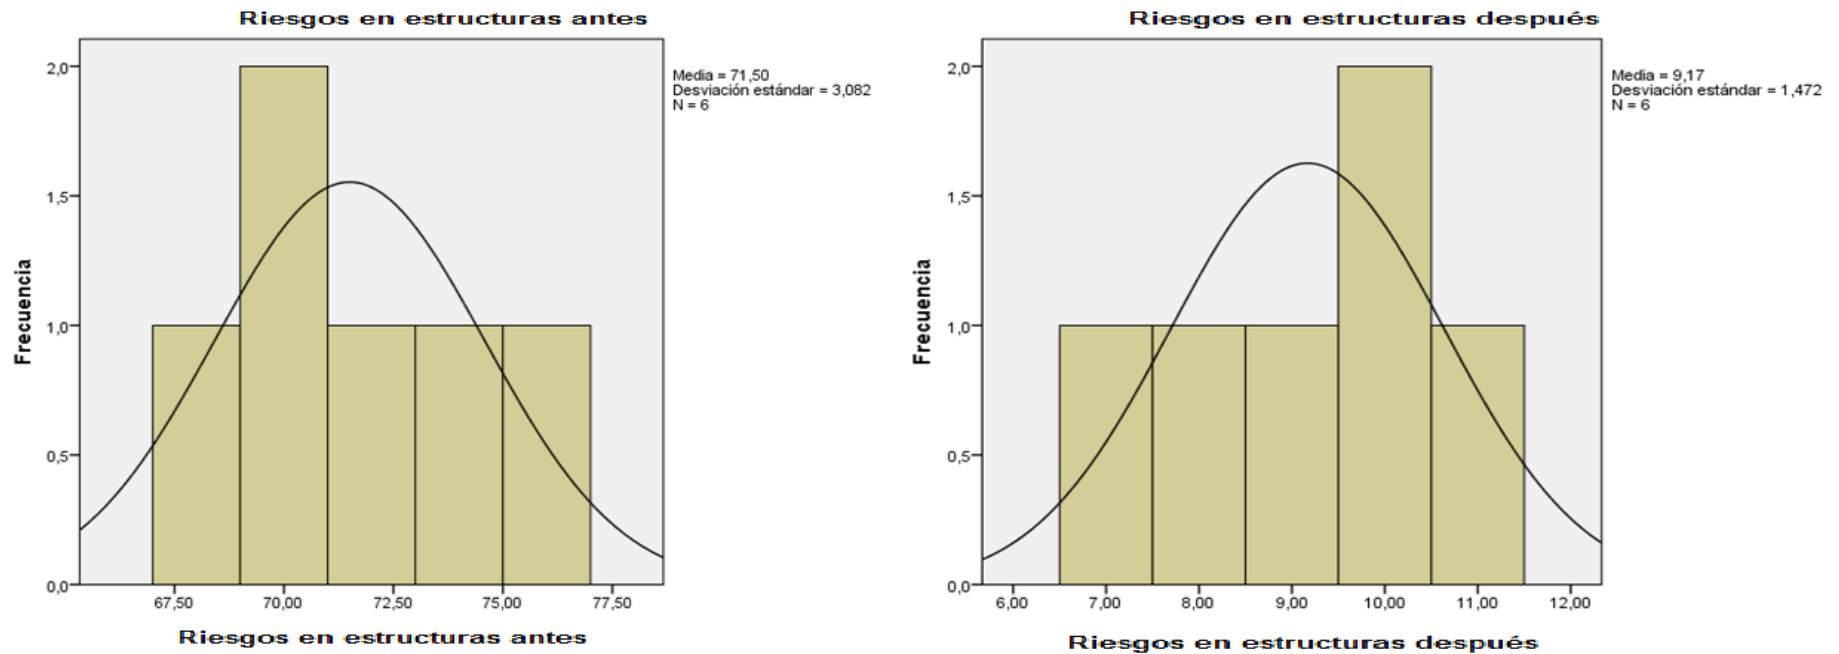 Riesgos en estructuras antes
Media = 71,50
Desviación estándar = 3,082
N = 6
Frecuencia
2,0
1,5
1,0
0,5
0,0
67,50 70,00 72,50 75,00 77,50
Riesgos en estructuras antes
Riesgos en estructuras después
Media = 9,17
Desviación estándar = 1,472
N = 6
Frecuencia
2,0
1,5
1,0
0,5
0,0
6,00 7,00 8,00 9,00 10,00 11,00 12,00
Riesgos en estructuras después